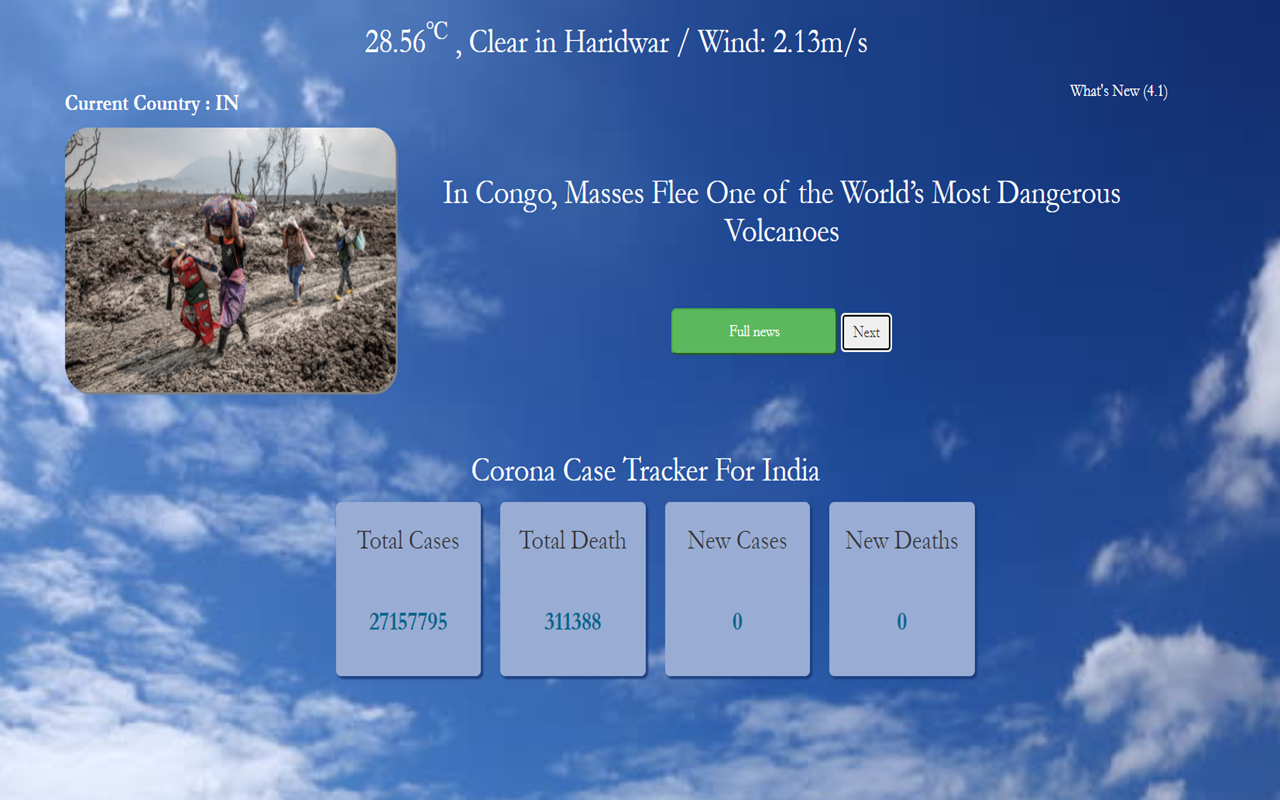 28.56°C , Clear in Haridwar / Wind: 2.13m/s
What's New (4.1)
Current Country : IN
In Congo, Masses Flee One of the World’s Most Dangerous
Volcanoes
Full news
Next
Corona Case Tracker For India
Total Cases
27157795
Total Death
311388
New Cases
0
New Deaths
0